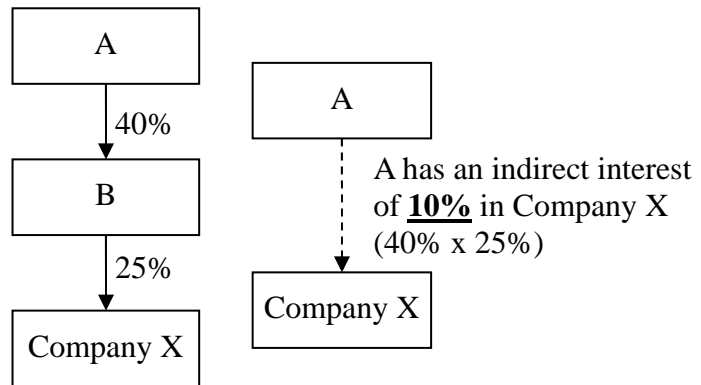 A
40%
B
25%
Company X
A
A has an indirect interest
of 10% in Company X
(40% x 25%)
Company X